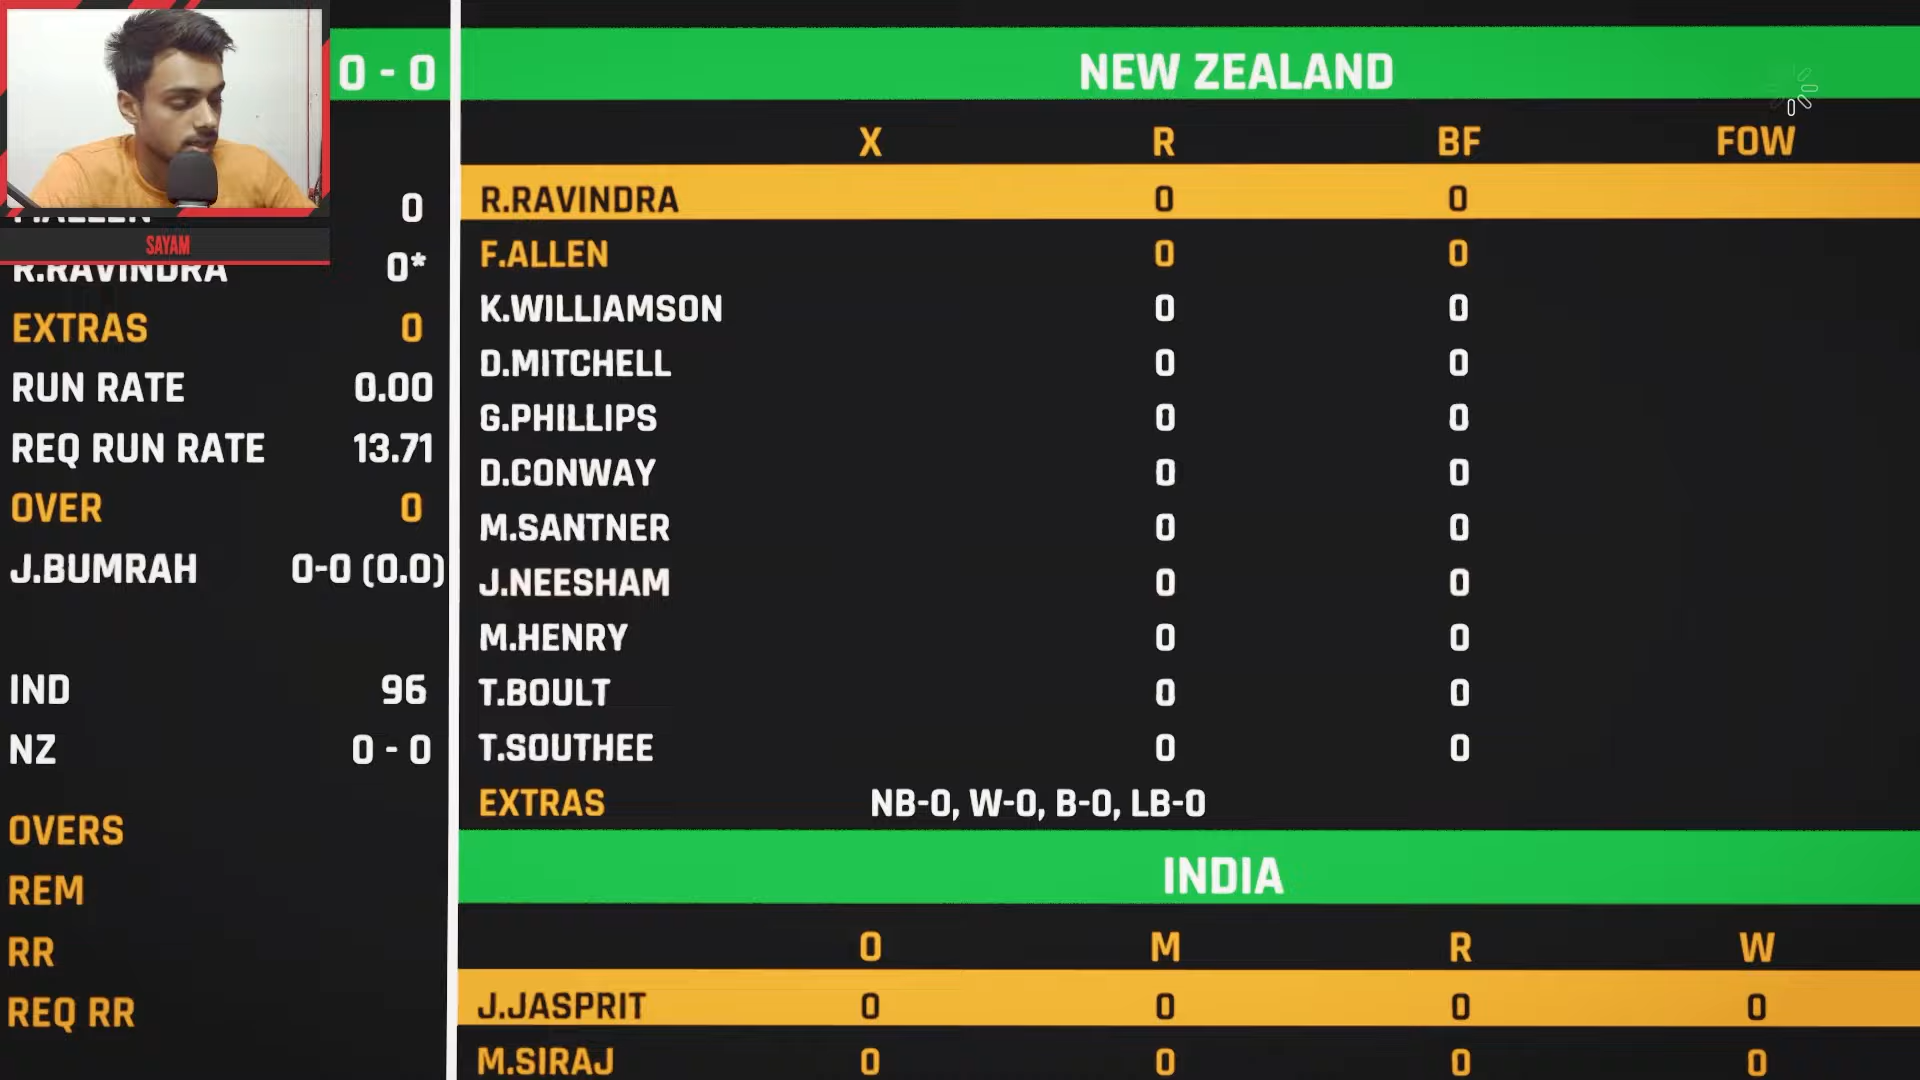 0 - 0
SAYAM
0
R.RAVINDRA 0*
EXTRAS 0
RUN RATE 0.00
REQ RUN RATE 13.71
OVER 0
J.BUMRAH 0-0 (0.0)
IND 96
NZ 0 - 0
OVERS
REM
RR
REQ RR
NEW ZEALAND
X R BF FOW
R.RAVINDRA 0 0
F.ALLEN 0 0
K.WILLIAMSON 0 0
D.MITCHELL 0 0
G.PHILLIPS 0 0
D.CONWAY 0 0
M.SANTNER 0 0
J.NEESHAM 0 0
M.HENRY 0 0
T.BOULT 0 0
T.SOUTHEE 0 0
EXTRAS NB-0, W-0, B-0, LB-0
INDIA
O M R W
J.JASPRIT 0 0 0 0
M.SIRAJ 0 0 0 0